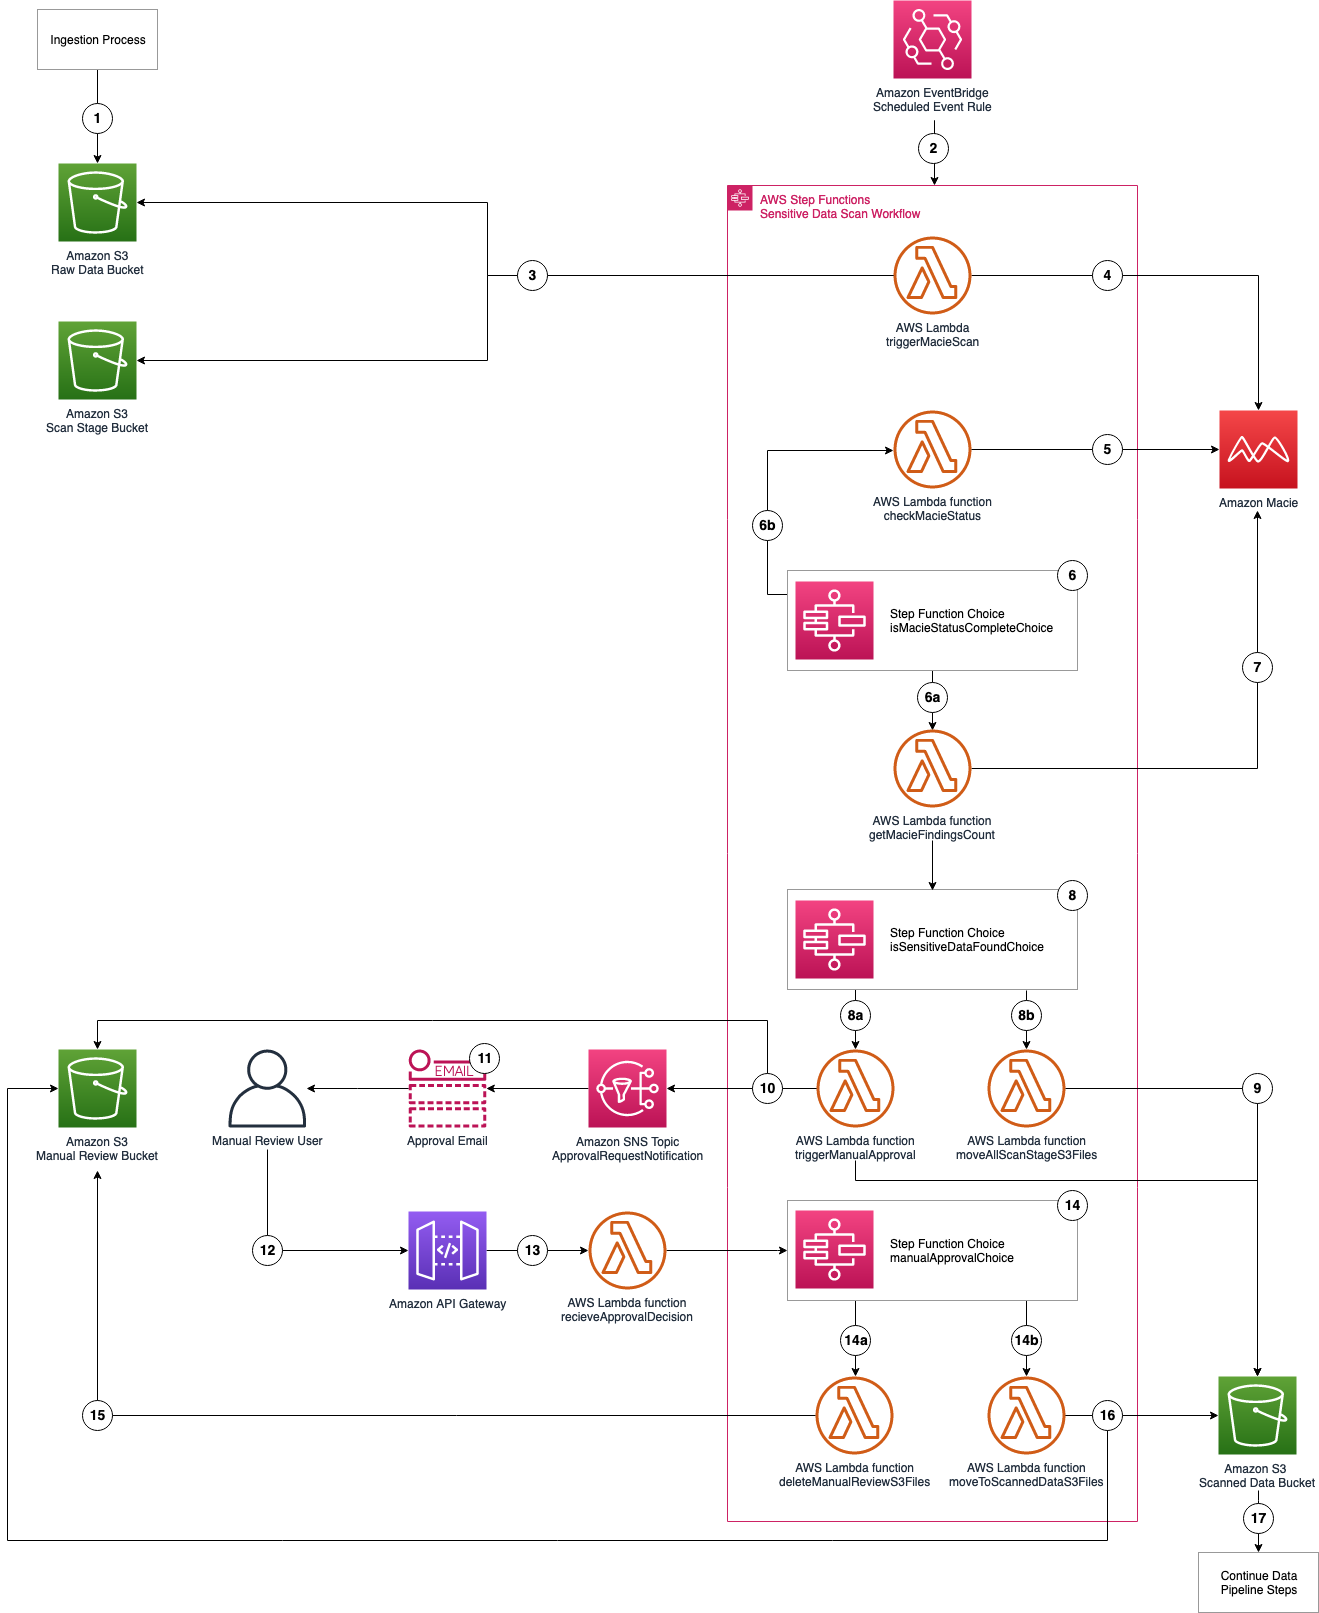 Ingestion Process
Amazon EventBridge
Scheduled Event Rule
1
2
AWS Step Functions
Sensitive Data Scan Workflow
Amazon S3
Raw Data Bucket
3
4
AWS Lambda
triggerMacieScan
Amazon S3
Scan Stage Bucket
5
AWS Lambda function
checkMacieStatus
Amazon Macie
6b
6
Step Function Choice
isMacieStatusCompleteChoice
6a
7
AWS Lambda function
getMacieFindingsCount
8
Step Function Choice
isSensitiveDataFoundChoice
8a
8b
11
EMAIL
10
9
Amazon S3
Manual Review Bucket
Manual Review User
Approval Email
Amazon SNS Topic
ApprovalRequestNotification
AWS Lambda function
triggerManualApproval
AWS Lambda function
moveAllScanStageS3Files
14
Step Function Choice
manualApprovalChoice
12
</>
13
Amazon API Gateway
AWS Lambda function
recieveApprovalDecision
14a
14b
15
16
AWS Lambda function
deleteManualReviewS3Files
AWS Lambda function
moveToScannedDataS3Files
Amazon S3
Scanned Data Bucket
17
Continue Data
Pipeline Steps